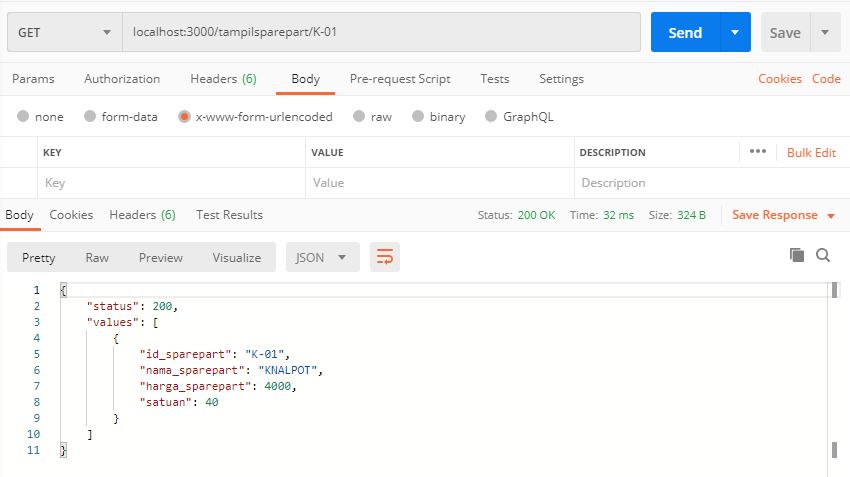 GET localhost:3000/tampilsparepart/K-01 Send Save
Params Authorization Headers (6) Body Pre-request Script Tests Settings Cookies Code
none form-data x-www-form-urlencoded raw binary GraphQL
KEY VALUE DESCRIPTION ••• Bulk Edit
Key Value Description
Body Cookies Headers (6) Test Results Status: 200 OK Time: 32 ms Size: 324 B Save Response
Pretty Raw Preview Visualize JSON
1 {
2 "status": 200,
3 "values": [
4 {
5 "id_sparepart": "K-01",
6 "nama_sparepart": "KNALPOT",
7 "harga_sparepart": 4000,
8 "satuan": 40
9 }
10 ]
11 }